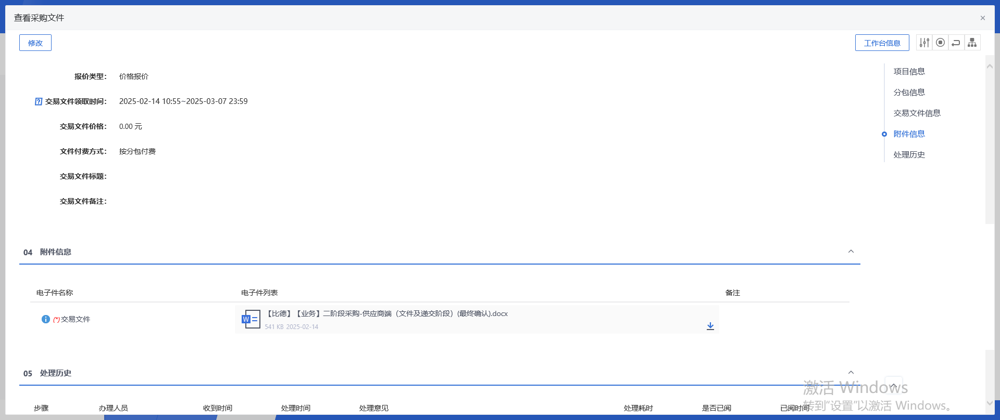 查看采购文件
×
修改
工作台信息
报价类型： 价格报价
交易文件领取时间： 2025-02-14 10:55~2025-03-07 23:59
交易文件价格： 0.00 元
文件付费方式： 按分包付费
交易文件标题：
交易文件备注：
项目信息
分包信息
交易文件信息
附件信息
处理历史
04 附件信息
电子件名称 电子件列表 备注
(*)交易文件
【比德】【业务】二阶段采购-供应商端（文件及递交阶段）(最终确认).docx
541 KB 2025-02-14
05 处理历史
步骤 办理人员 收到时间 处理时间 处理意见 处理耗时 是否已阅 已阅时间
激活 Windows
转到“设置”以激活 Windows。